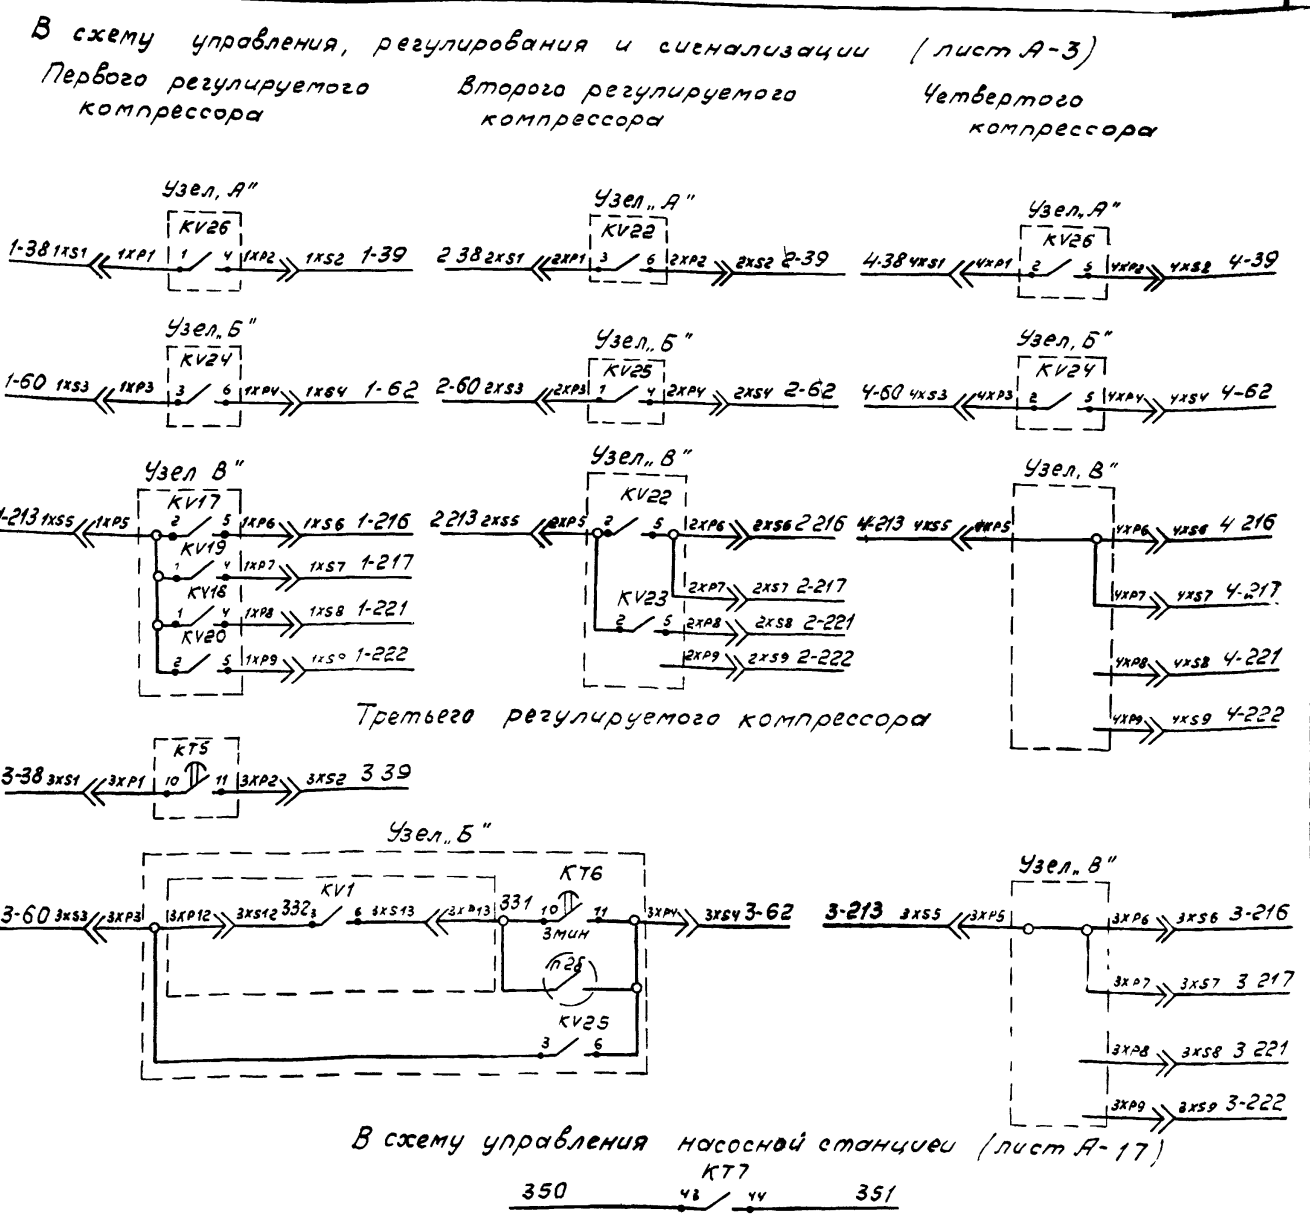 В схему управления, регулирования и сигнализации (лист А-3)
Первого регулируемого
компрессора
Второго регулируемого
компрессора
Четвертого
компрессора
Узел „А"
KV26
1-38 1XS1 1XP1 1 4 1XP2 1XS2 1-39
Узел „А"
KV22
2 38 2XS1 2XP1 3 6 2XP2 2XS2 2-39
Узел „А"
KV26
4-38 4XS1 4XP1 2 5 4XP2 4XS2 4-39
Узел „Б"
KV24
1-60 1XS3 1XP3 3 6 1XP4 1XS4 1-62
Узел „Б"
KV25
2-60 2XS3 2XP3 1 4 2XP4 2XS4 2-62
Узел „Б"
KV24
4-60 4XS3 4XP3 2 5 4XP4 4XS4 4-62
Узел В"
KV17
1-213 1XS5 1XP5 2 5 1XP6 1XS6 1-216
KV19
1 4 1XP7 1XS7 1-217
KV18
1 4 1XP8 1XS8 1-221
KV20
2 5 1XP9 1XS9 1-222
Узел „В"
KV22
2 213 2XS5 2XP5 2 5 2XP6 2XS6 2 216
2XP7 2XS7 2-217
KV23
2 5 2XP8 2XS8 2-221
2XP9 2XS9 2-222
Узел „В"
4-213 4XS5 4XP5 4XP6 4XS6 4 216
4XP7 4XS7 4-217
4XP8 4XS8 4-221
4XP9 4XS9 4-222
Третьего регулируемого компрессора
KT5
3-38 3XS1 3XP1 10 11 3XP2 3XS2 3 39
Узел „Б"
KV1
KT6
3-60 3XS3 3XP3 3XP12 3XS12 332 3 6 3XS13 3XP13 331 10 11 3XP4 3XS4 3-62
3мин
п2б
KV25
3 6
Узел „В"
3-213 3XS5 3XP5 3XP6 3XS6 3-216
3XP7 3XS7 3 217
3XP8 3XS8 3 221
3XP9 3XS9 3-222
В схему управления насосной станцией (лист А-17)
KT7
350 43 44 351